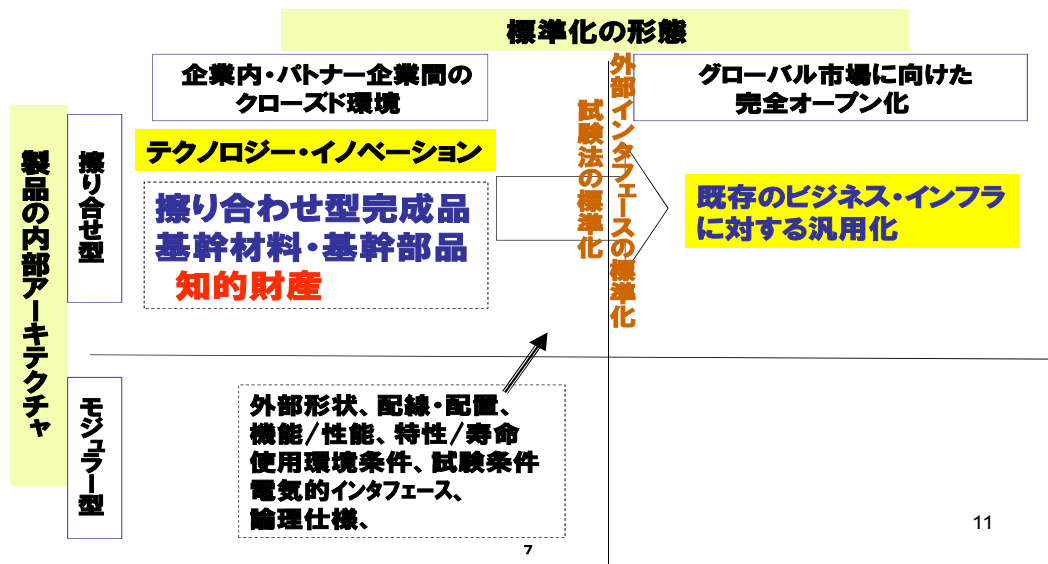 標準化の形態
企業内・パトナー企業間の
クローズド環境
グローバル市場に向けた
完全オープン化
製品の内部アーキテクチャ
擦り合せ型
モジュラー型
テクノロジー・イノベーション
擦り合わせ型完成品
基幹材料・基幹部品
知的財産
試験法の標準化
外部インタフェースの標準化
既存のビジネス・インフラ
に対する汎用化
外部形状、配線・配置、
機能/性能、特性/寿命
使用環境条件、試験条件
電気的インタフェース、
論理仕様、
7
11